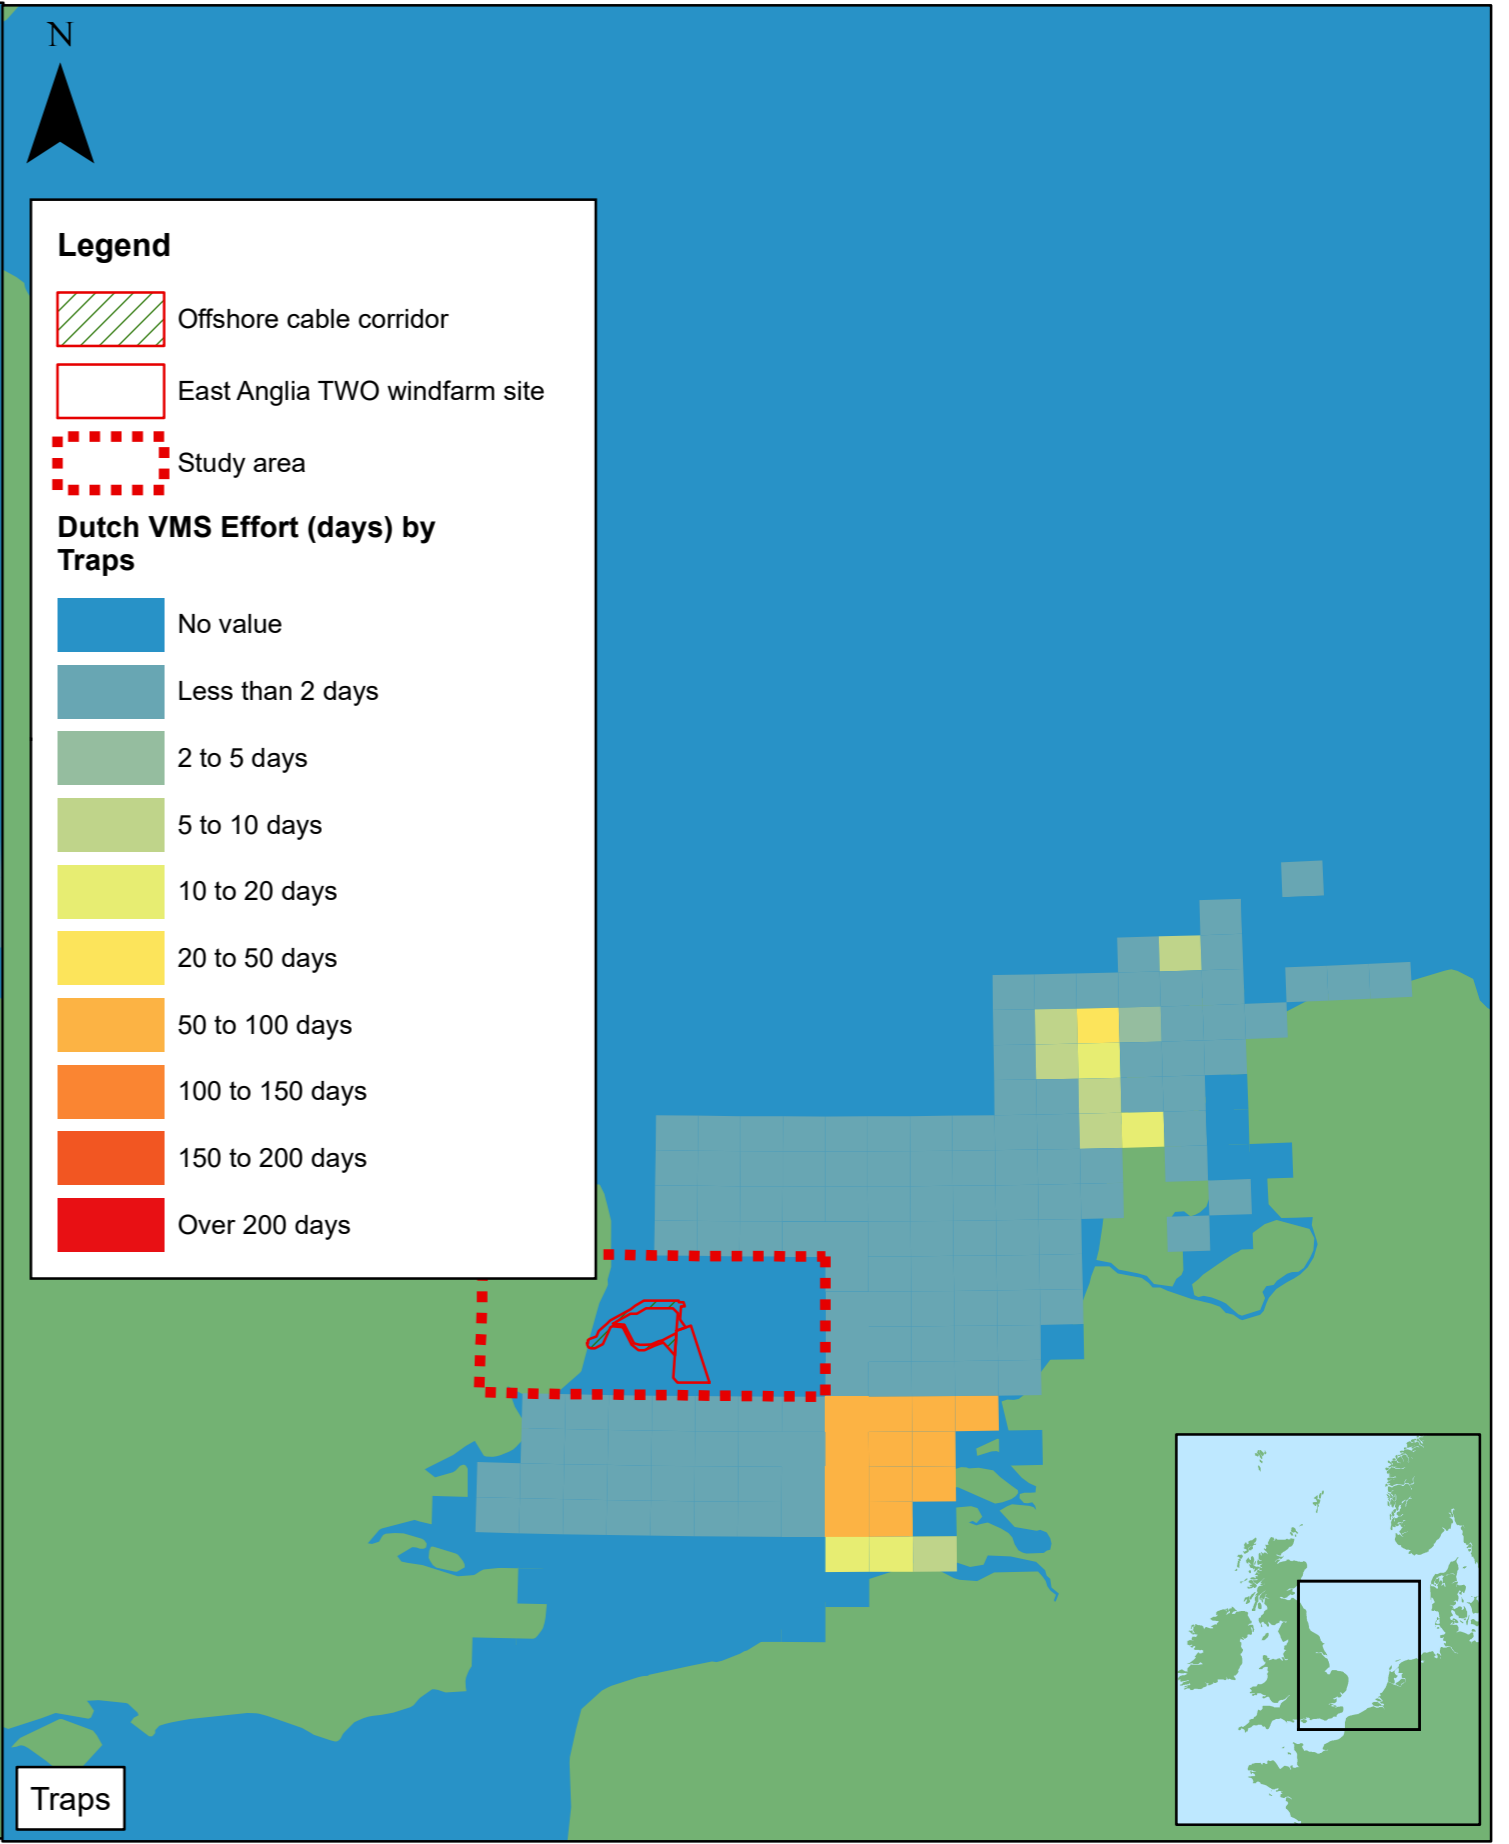 N
Legend
Offshore cable corridor
East Anglia TWO windfarm site
Study area
Dutch VMS Effort (days) by
Traps
No value
Less than 2 days
2 to 5 days
5 to 10 days
10 to 20 days
20 to 50 days
50 to 100 days
100 to 150 days
150 to 200 days
Over 200 days
Traps